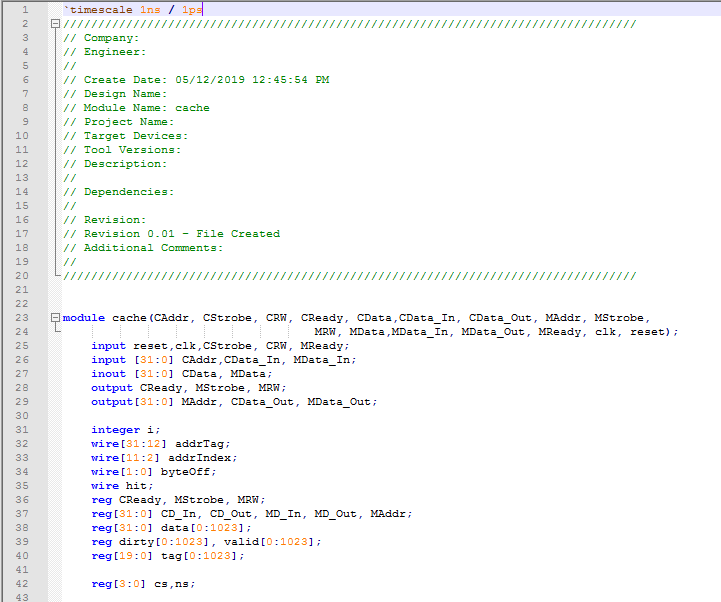 1 `timescale 1ns / 1ps
2 //////////////////////////////////////////////////////////////////////////////////
3 // Company:
4 // Engineer:
5 //
6 // Create Date: 05/12/2019 12:45:54 PM
7 // Design Name:
8 // Module Name: cache
9 // Project Name:
10 // Target Devices:
11 // Tool Versions:
12 // Description:
13 //
14 // Dependencies:
15 //
16 // Revision:
17 // Revision 0.01 - File Created
18 // Additional Comments:
19 //
20 //////////////////////////////////////////////////////////////////////////////////
21
22
23 module cache(CAddr, CStrobe, CRW, CReady, CData,CData_In, CData_Out, MAddr, MStrobe,
24 MRW, MData,MData_In, MData_Out, MReady, clk, reset);
25 input reset,clk,CStrobe, CRW, MReady;
26 input [31:0] CAddr,CData_In, MData_In;
27 inout [31:0] CData, MData;
28 output CReady, MStrobe, MRW;
29 output[31:0] MAddr, CData_Out, MData_Out;
30
31 integer i;
32 wire[31:12] addrTag;
33 wire[11:2] addrIndex;
34 wire[1:0] byteOff;
35 wire hit;
36 reg CReady, MStrobe, MRW;
37 reg[31:0] CD_In, CD_Out, MD_In, MD_Out, MAddr;
38 reg[31:0] data[0:1023];
39 reg dirty[0:1023], valid[0:1023];
40 reg[19:0] tag[0:1023];
41
42 reg[3:0] cs,ns;
43